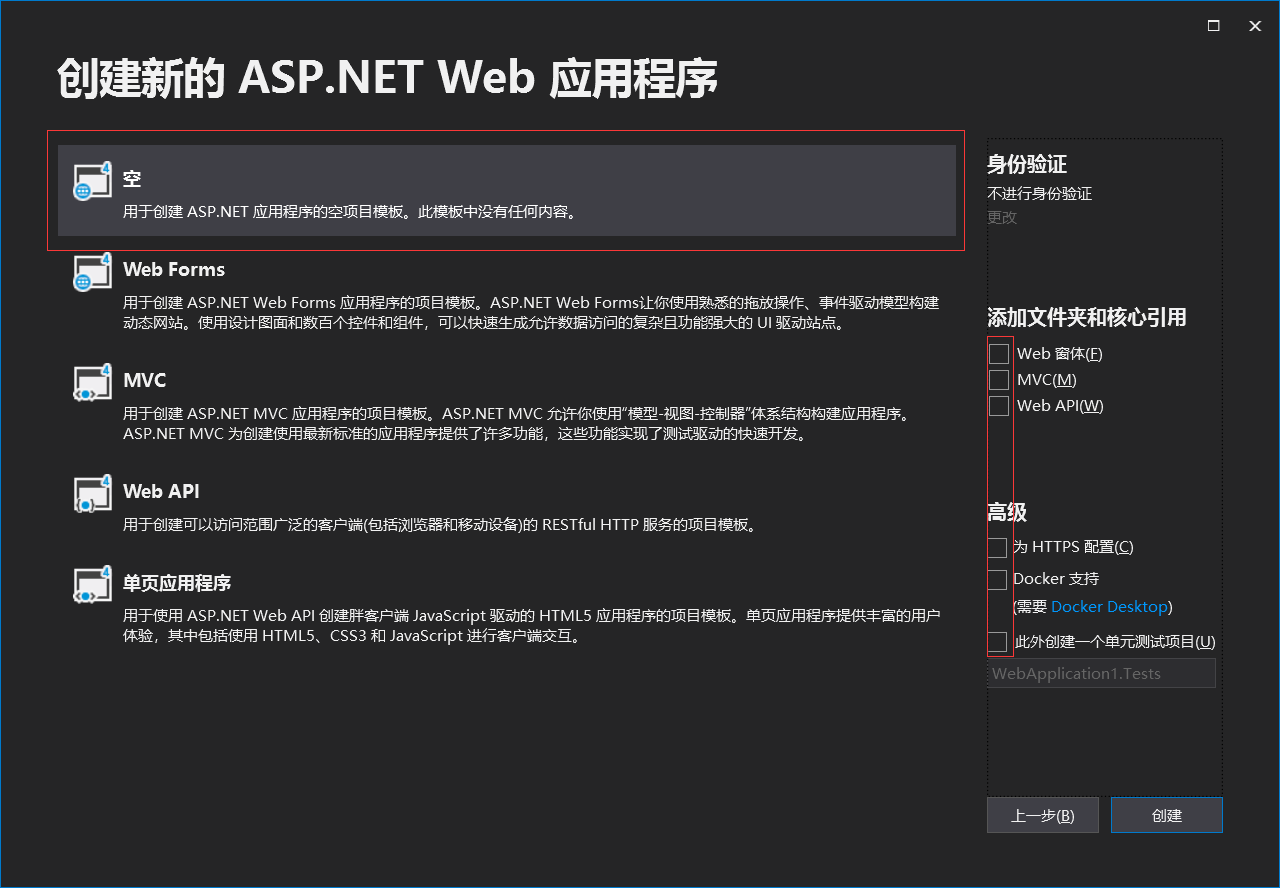 创建新的 ASP.NET Web 应用程序
空
用于创建 ASP.NET 应用程序的空项目模板。此模板中没有任何内容。
Web Forms
用于创建 ASP.NET Web Forms 应用程序的项目模板。ASP.NET Web Forms让你使用熟悉的拖放操作、事件驱动模型构建
动态网站。使用设计图面和数百个控件和组件，可以快速生成允许数据访问的复杂且功能强大的 UI 驱动站点。
MVC
用于创建 ASP.NET MVC 应用程序的项目模板。ASP.NET MVC 允许你使用“模型-视图-控制器”体系结构构建应用程序。
ASP.NET MVC 为创建使用最新标准的应用程序提供了许多功能，这些功能实现了测试驱动的快速开发。
Web API
用于创建可以访问范围广泛的客户端(包括浏览器和移动设备)的 RESTful HTTP 服务的项目模板。
单页应用程序
用于使用 ASP.NET Web API 创建胖客户端 JavaScript 驱动的 HTML5 应用程序的项目模板。单页应用程序提供丰富的用户
体验，其中包括使用 HTML5、CSS3 和 JavaScript 进行客户端交互。
身份验证
不进行身份验证
更改
添加文件夹和核心引用
Web 窗体(F)
MVC(M)
Web API(W)
高级
为 HTTPS 配置(C)
Docker 支持
(需要 Docker Desktop)
此外创建一个单元测试项目(U)
WebApplication1.Tests
上一步(B)
创建